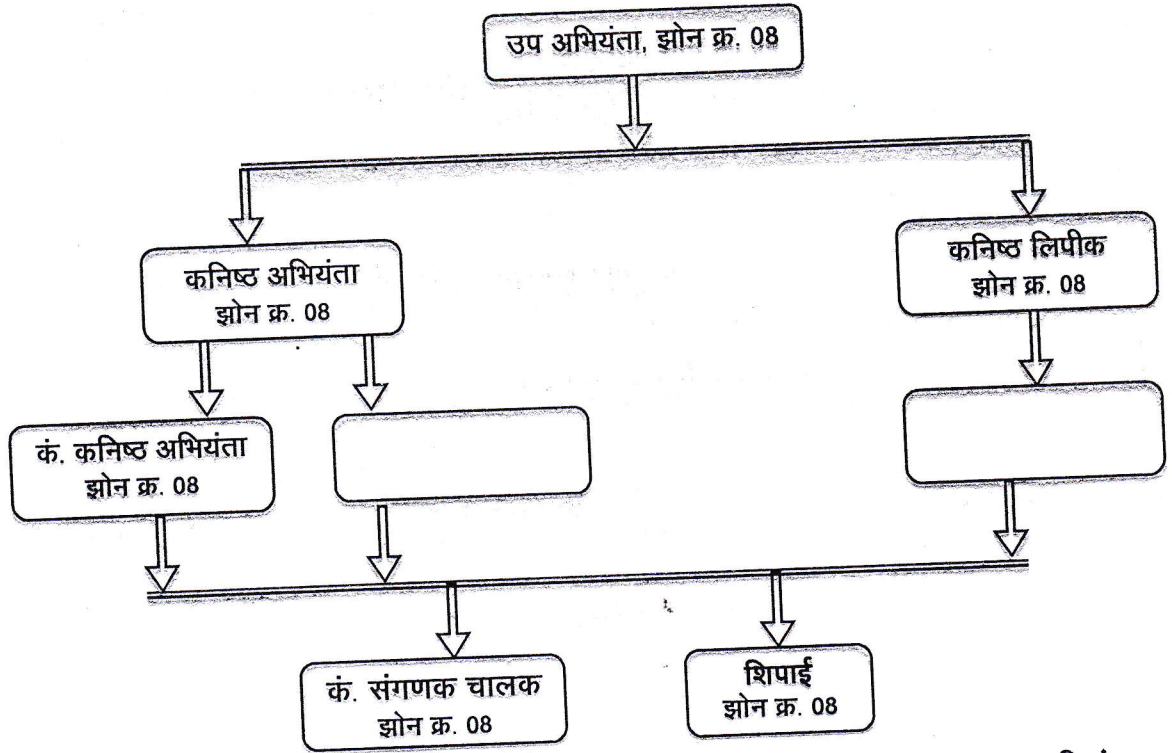 उप अभियंता, झोन क्र. 08
कनिष्ठ अभियंता
झोन क्र. 08
कनिष्ठ लिपीक
झोन क्र. 08
कं. कनिष्ठ अभियंता
झोन क्र. 08
कं. संगणक चालक
झोन क्र. 08
शिपाई
झोन क्र. 08